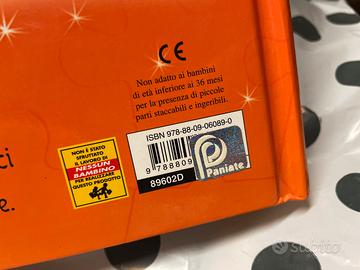 CE
Non adatto ai bambini
di età inferiore ai 36 mesi
per la presenza di piccole
parti staccabili e ingeribili.
ISBN 978-88-09-06089-0
9 788809
Paniate
89602D
NON È STATO
SFRUTTATO
IL LAVORO DI
NESSUN
BAMBINO
PER REALIZZARE
QUESTO PRODOTTO
ci
e.
subito